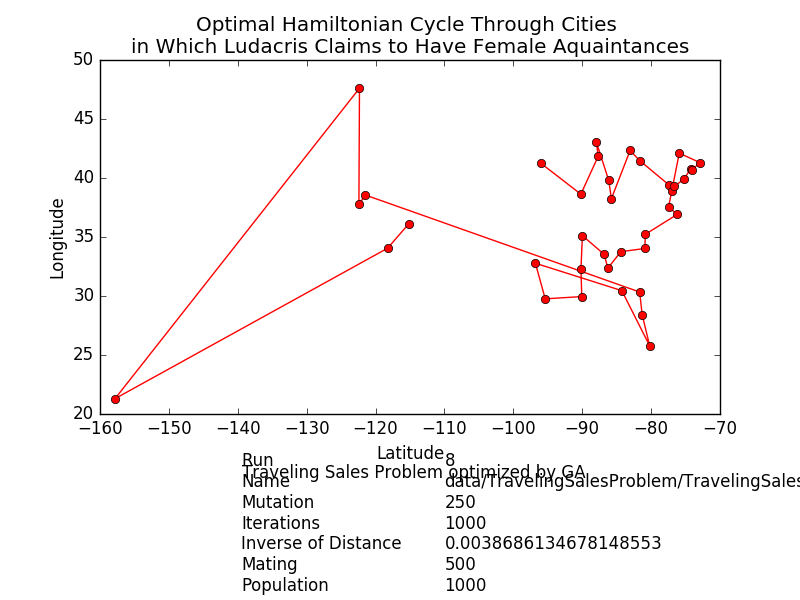 Optimal Hamiltonian Cycle Through Cities
in Which Ludacris Claims to Have Female Aquaintances
50
45
40
35
30
25
20
Longitude
−160 −150 −140 −130 −120 −110 −100 −90 −80 −70
Latitude
Run 8
Traveling Sales Problem optimized by GA
Name data/TravelingSalesProblem/TravelingSales
Mutation 250
Iterations 1000
Inverse of Distance 0.0038686134678148553
Mating 500
Population 1000